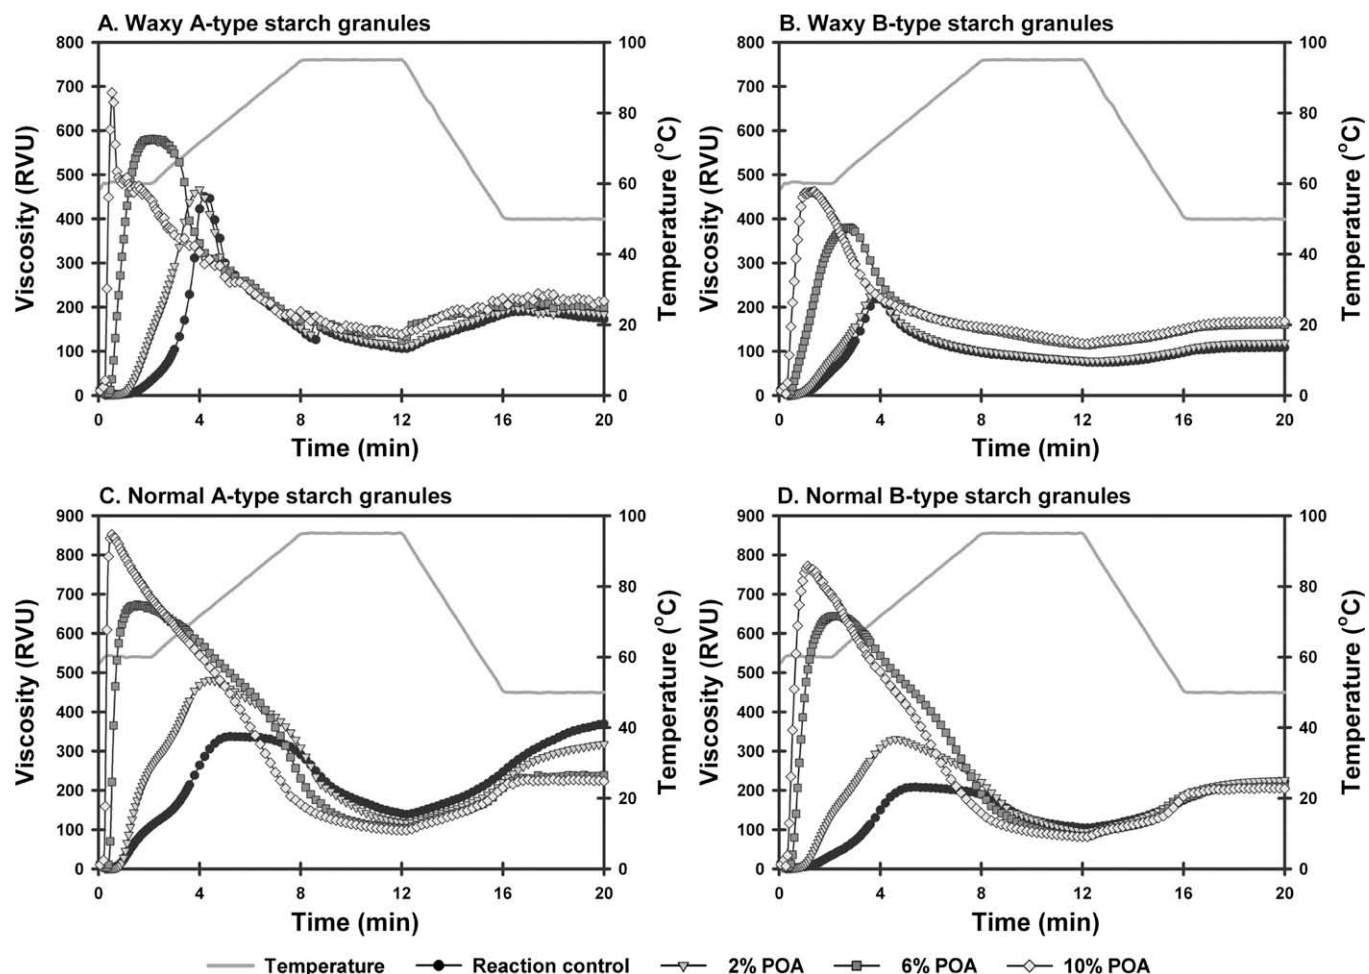 A. Waxy A-type starch granules
B. Waxy B-type starch granules
800 700 600 500 400 300 200 100 0
Viscosity (RVU)
100 80 60 40 20 0
Temperature (°C)
0 4 8 12 16 20
Time (min)
800 700 600 500 400 300 200 100 0
Viscosity (RVU)
100 80 60 40 20 0
Temperature (°C)
0 4 8 12 16 20
Time (min)
C. Normal A-type starch granules
D. Normal B-type starch granules
900 800 700 600 500 400 300 200 100 0
Viscosity (RVU)
100 80 60 40 20 0
Temperature (°C)
0 4 8 12 16 20
Time (min)
900 800 700 600 500 400 300 200 100 0
Viscosity (RVU)
100 80 60 40 20 0
Temperature (°C)
0 4 8 12 16 20
Time (min)
Temperature Reaction control 2% POA 6% POA 10% POA